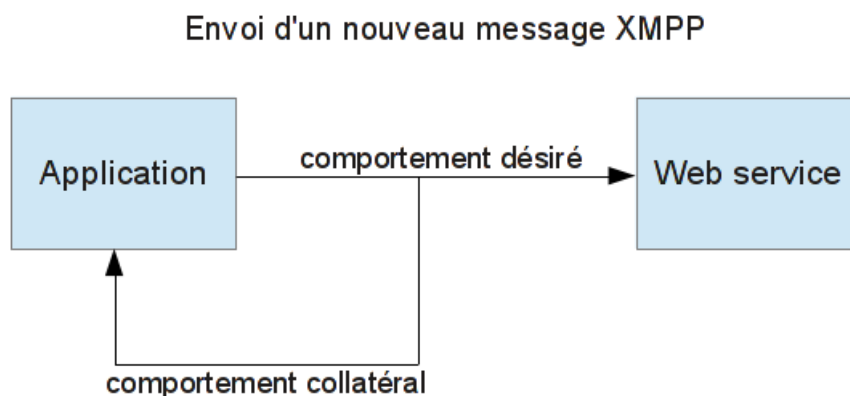 Envoi d'un nouveau message XMPP
Application
comportement désiré
Web service
comportement collatéral